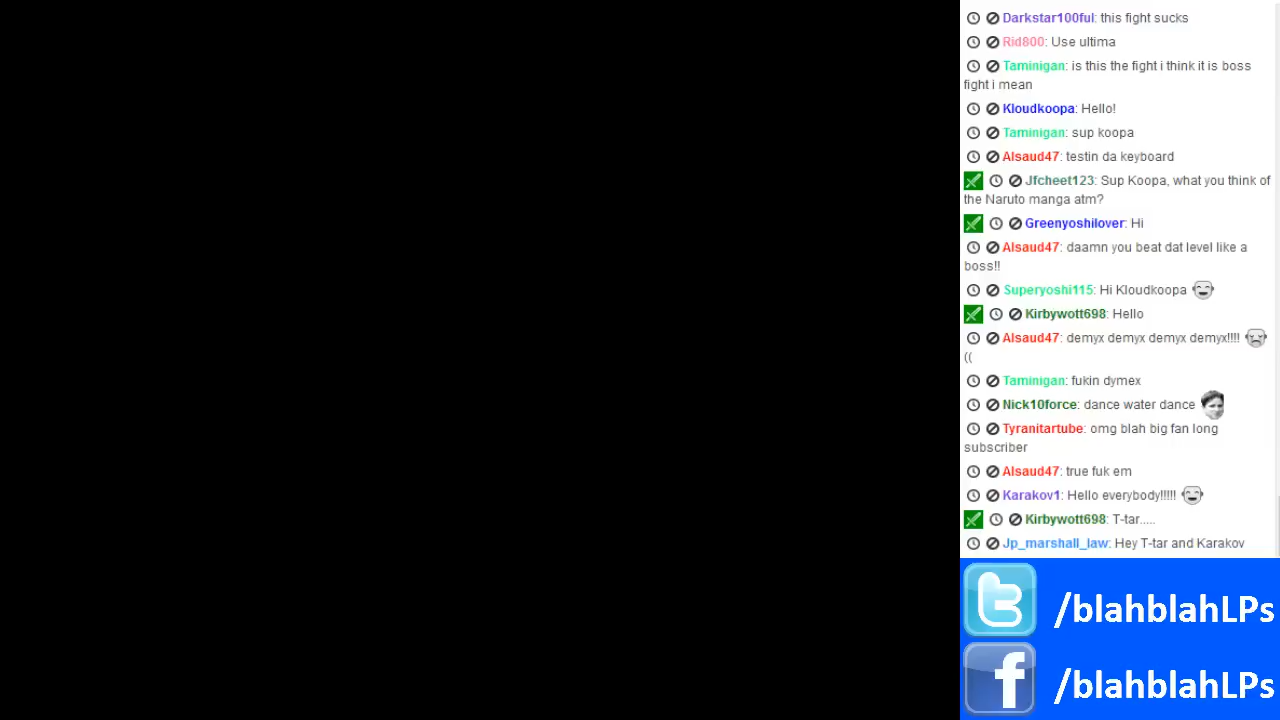 Darkstar100ful: this fight sucks
Rid800: Use ultima
Taminigan: is this the fight i think it is boss
fight i mean
Kloudkoopa: Hello!
Taminigan: sup koopa
Alsaud47: testin da keyboard
Jfcheet123: Sup Koopa, what you think of
the Naruto manga atm?
Greenyoshilover: Hi
Alsaud47: daamn you beat dat level like a
boss!!
Superyoshi115: Hi Kloudkoopa
Kirbywott698: Hello
Alsaud47: demyx demyx demyx demyx!!!!
((
Taminigan: fukin dymex
Nick10force: dance water dance
Tyranitartube: omg blah big fan long
subscriber
Alsaud47: true fuk em
Karakov1: Hello everybody!!!!!
Kirbywott698: T-tar.....
Jp_marshall_law: Hey T-tar and Karakov
/blahblahLPs
/blahblahLPs